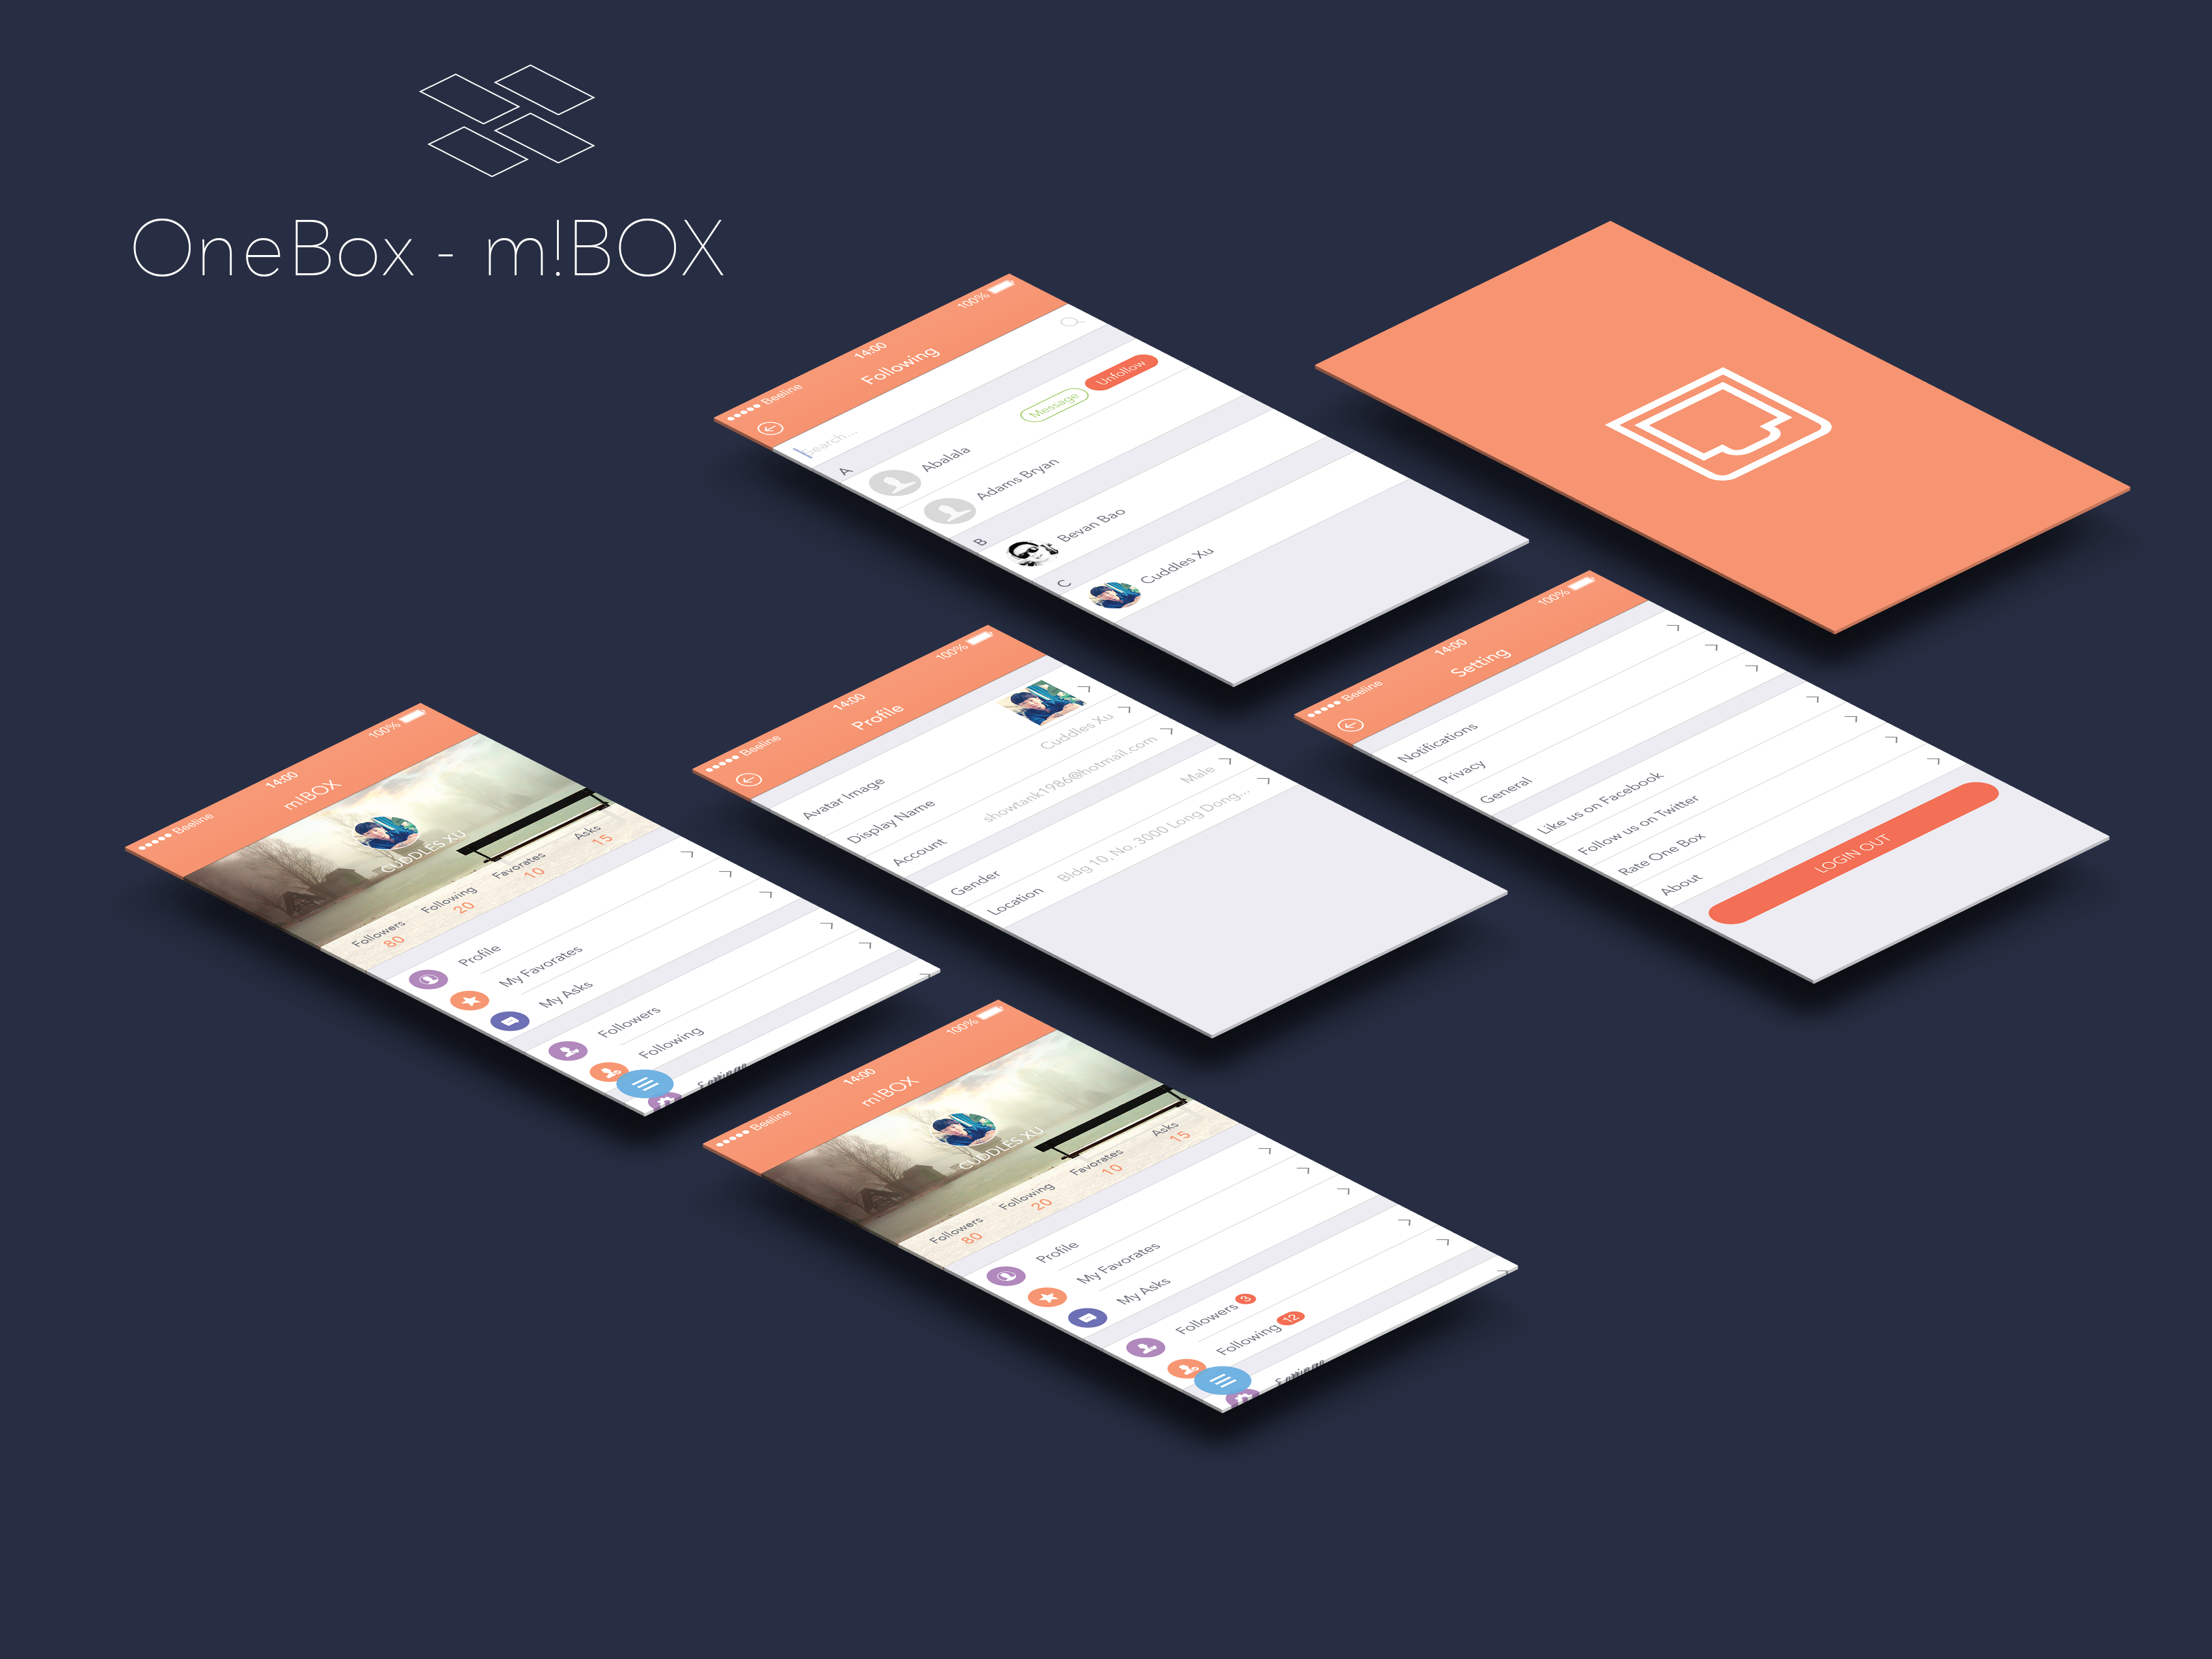 OneBox - m!BOX
Beeline 14:00 100%
Following
Search...
A
Abalala Message Unfollow
Adams Bryan
B
Bevan Bao
C
Cuddles Xu
Beeline 14:00 100%
Profile
Avatar Image
Display Name Cuddles Xu
Account showtank1986@hotmail.com
Gender Male
Location Bldg 10, No. 3000 Long Dong...
Beeline 14:00 100%
Setting
Notifications
Privacy
General
Like us on Facebook
Follow us on Twitter
Rate One Box
About
LOGIN OUT
Beeline 14:00 100%
m!BOX
CUDDLES XU
Followers Following Favorates Asks
80 20 10 15
Profile
My Favorates
My Asks
Followers
Following
Settings
Beeline 14:00 100%
m!BOX
CUDDLES XU
Followers Following Favorates Asks
80 20 10 15
Profile
My Favorates
My Asks
Followers 3
Following 12
Settings